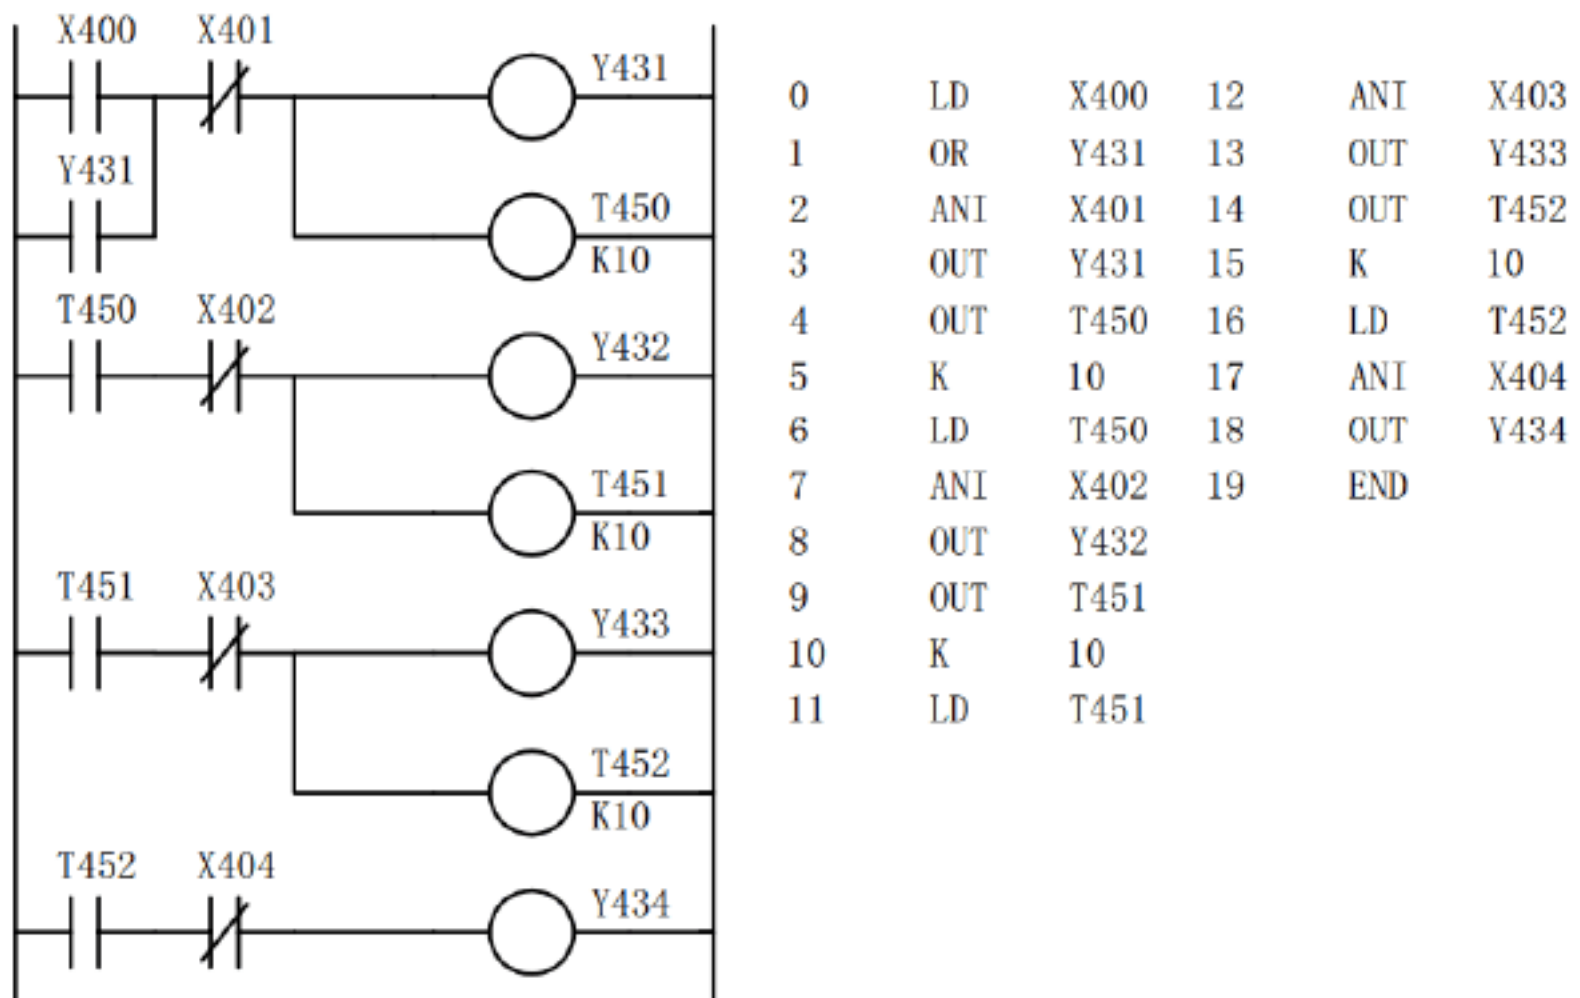 X400 X401
Y431
Y431
T450
K10
T450 X402
Y432
T451
K10
T451 X403
Y433
T452
K10
T452 X404
Y434
0 LD X400 12 ANI X403
1 OR Y431 13 OUT Y433
2 ANI X401 14 OUT T452
3 OUT Y431 15 K 10
4 OUT T450 16 LD T452
5 K 10 17 ANI X404
6 LD T450 18 OUT Y434
7 ANI X402 19 END
8 OUT Y432
9 OUT T451
10 K 10
11 LD T451